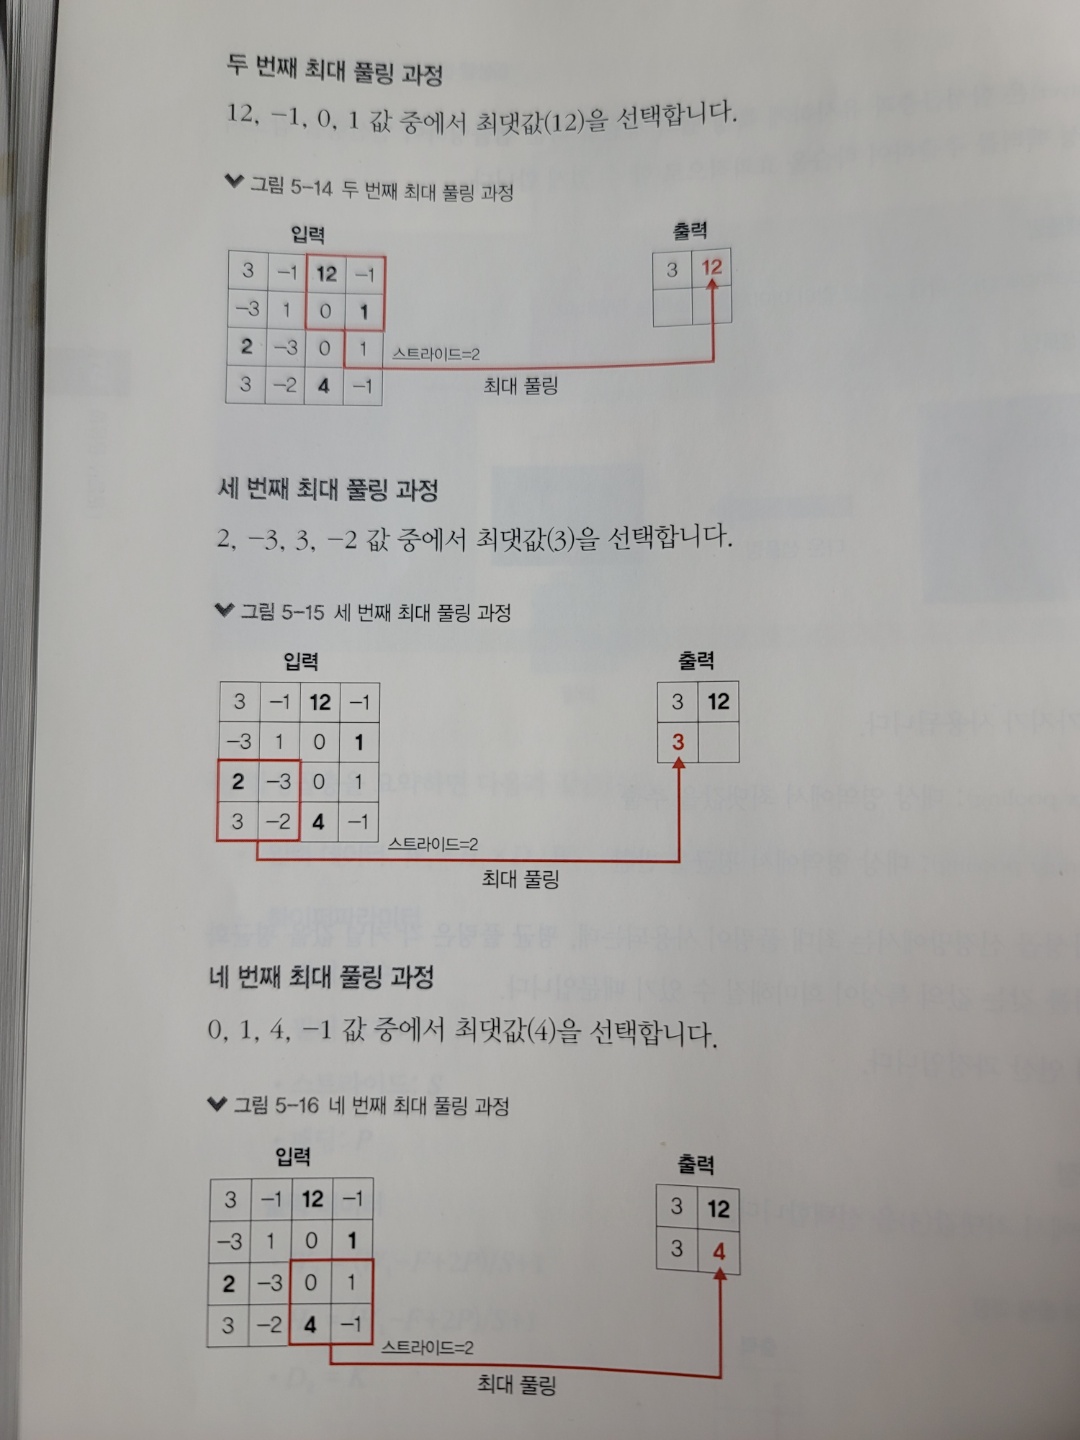 두 번째 최대 풀링 과정
12, −1, 0, 1 값 중에서 최댓값(12)을 선택합니다.
그림 5−14 두 번째 최대 풀링 과정
입력 출력
3 −1 12 −1 3 12
−3 1 0 1
2 −3 0 1 스트라이드=2
3 −2 4 −1 최대 풀링
세 번째 최대 풀링 과정
2, −3, 3, −2 값 중에서 최댓값(3)을 선택합니다.
그림 5−15 세 번째 최대 풀링 과정
입력 출력
3 −1 12 −1 3 12
−3 1 0 1 3
2 −3 0 1
3 −2 4 −1 스트라이드=2
최대 풀링
네 번째 최대 풀링 과정
0, 1, 4, −1 값 중에서 최댓값(4)을 선택합니다.
그림 5−16 네 번째 최대 풀링 과정
입력 출력
3 −1 12 −1 3 12
−3 1 0 1 3 4
2 −3 0 1
3 −2 4 −1 스트라이드=2
최대 풀링